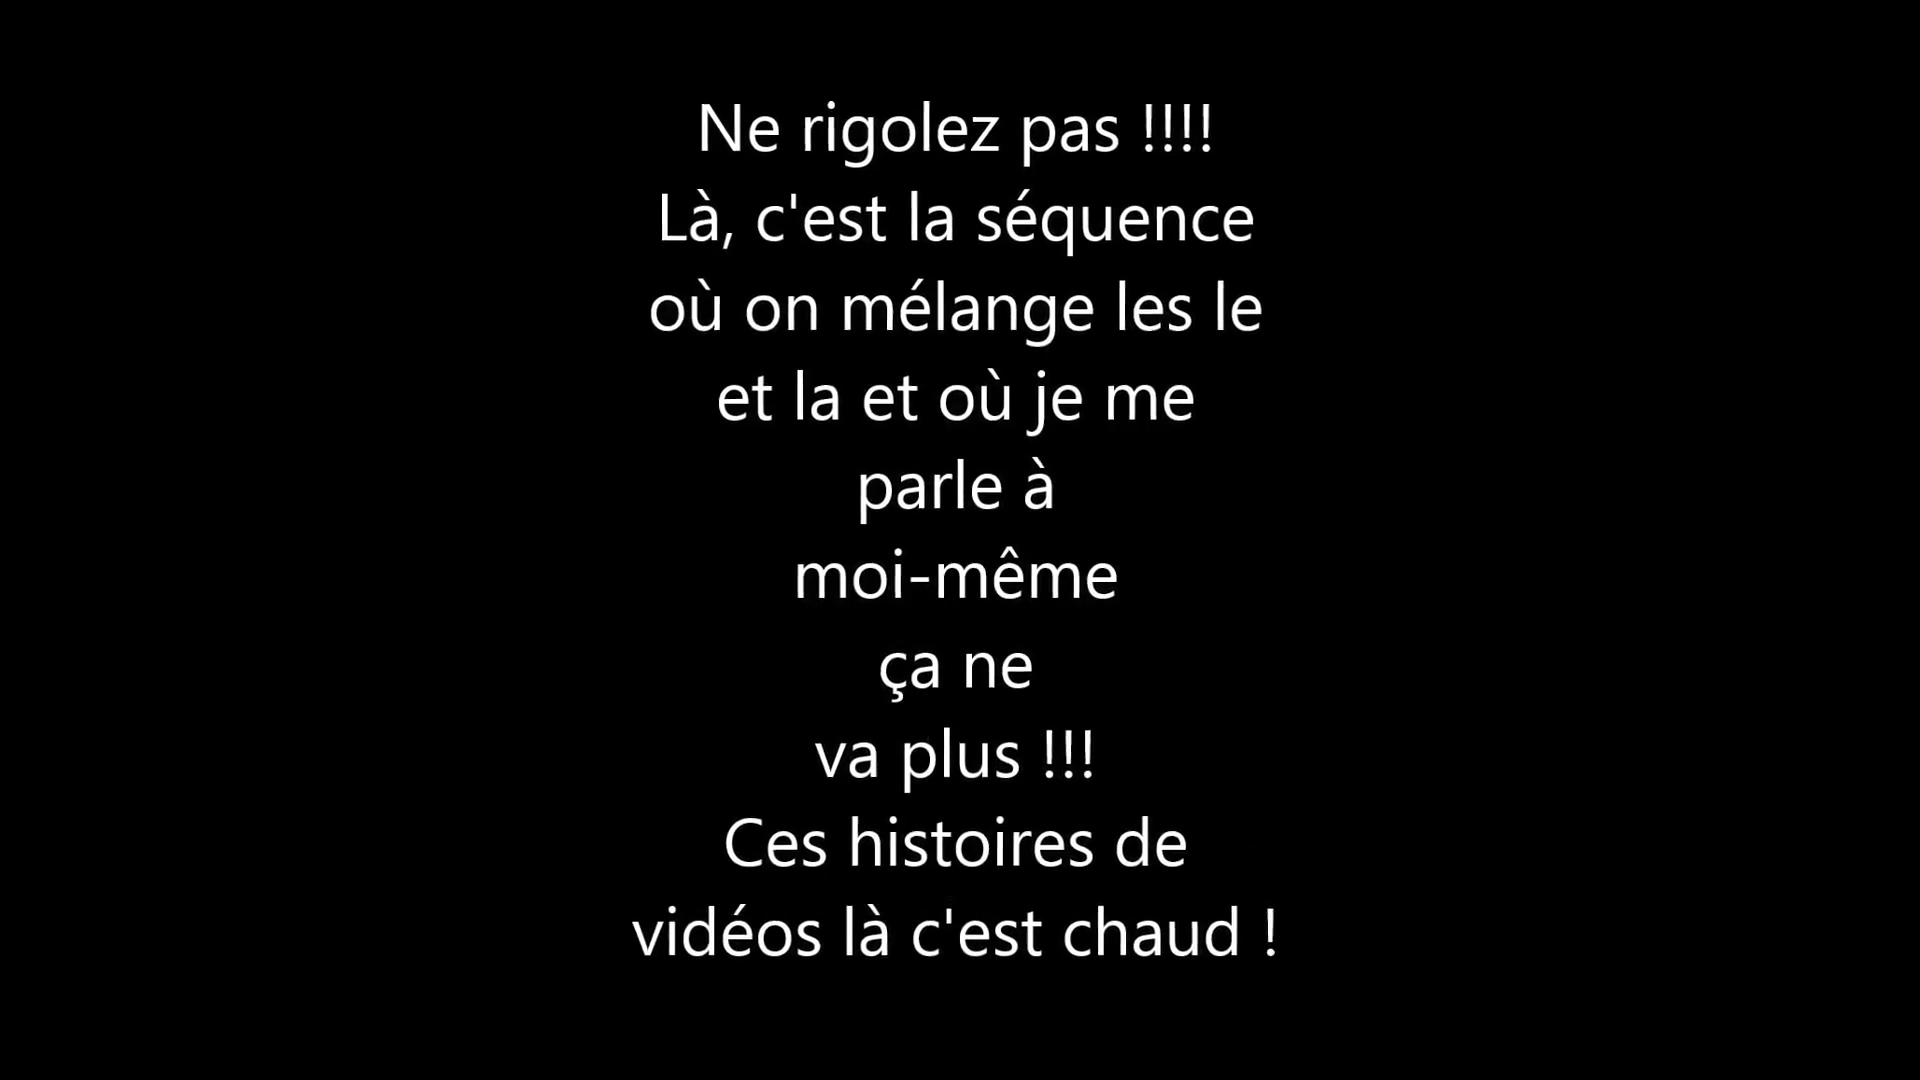 Ne rigolez pas !!!!
Là, c'est la séquence
où on mélange les le
et la et où je me
parle à
moi-même
ça ne
va plus !!!
Ces histoires de
vidéos là c'est chaud !